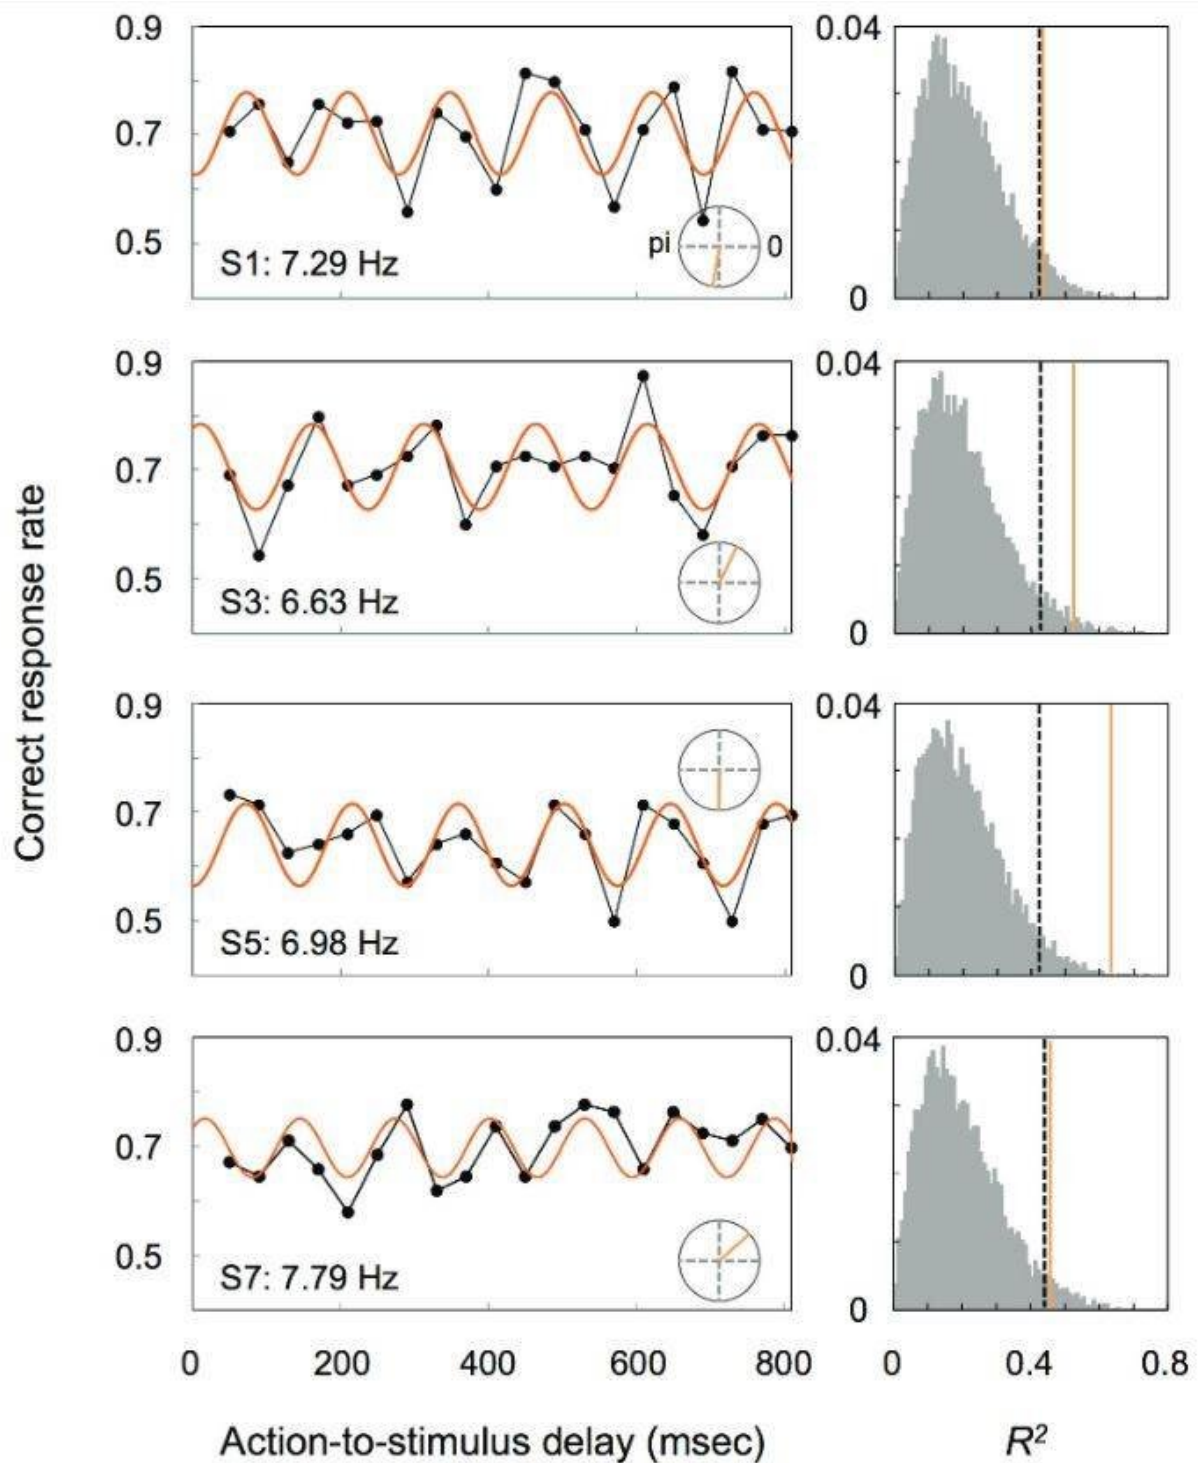 0.9
0.7
0.5
S1: 7.29 Hz
pi
0
0.04
0
0.9
0.7
0.5
S3: 6.63 Hz
0.04
0
0.9
0.7
0.5
S5: 6.98 Hz
0.04
0
0.9
0.7
0.5
S7: 7.79 Hz
0.04
0
Correct response rate
0 200 400 600 800
0 0.4 0.8
Action-to-stimulus delay (msec)
R²